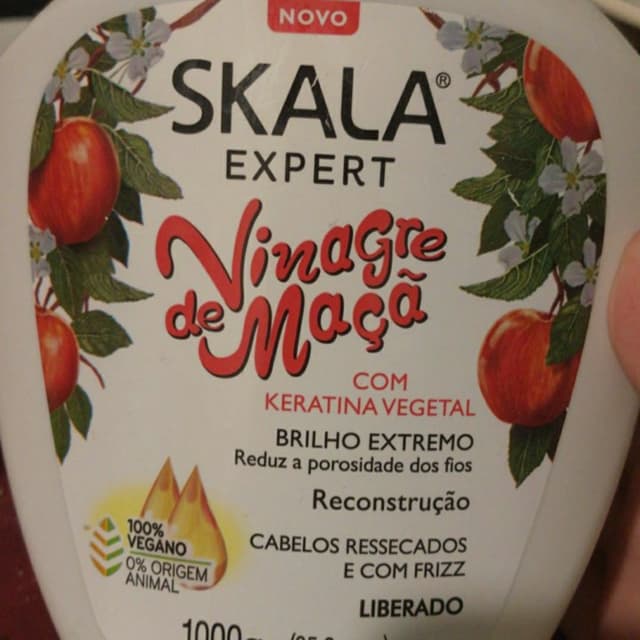 NOVO
SKALA®
EXPERT
Vinagre
de Maçã
COM
KERATINA VEGETAL
BRILHO EXTREMO
Reduz a porosidade dos fios
Reconstrução
100%
VEGANO
0% ORIGEM
ANIMAL
CABELOS RESSECADOS
E COM FRIZZ
LIBERADO
1000g